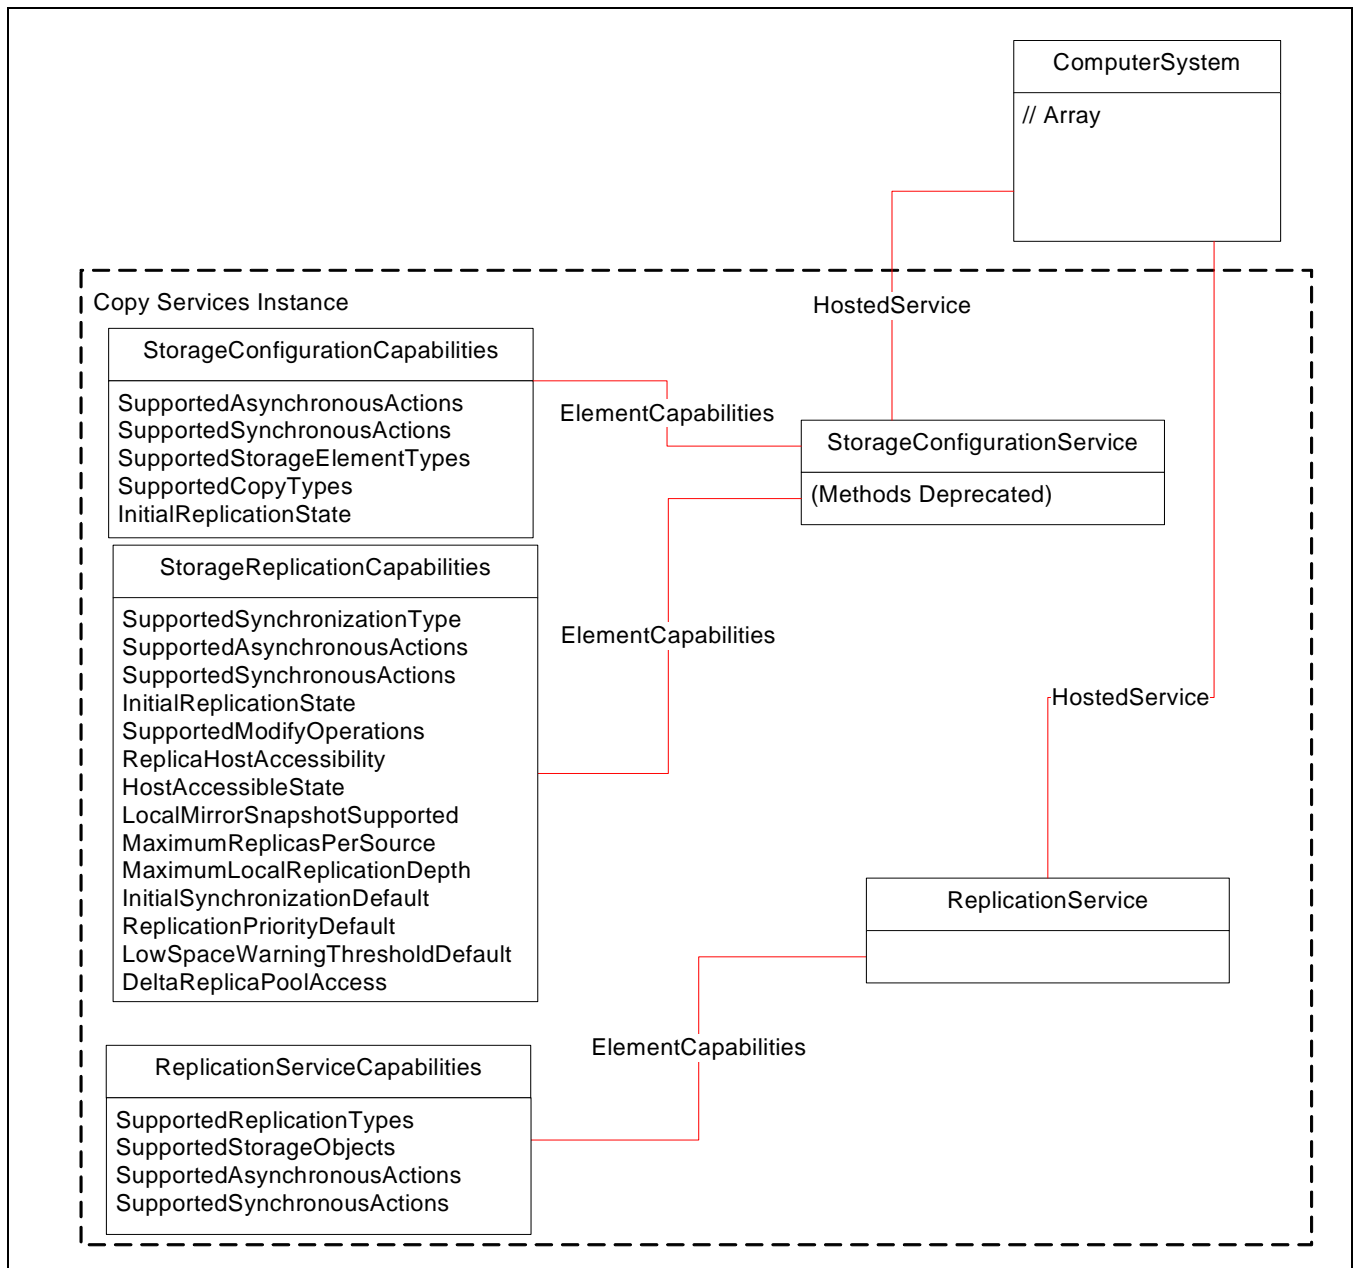 ComputerSystem
// Array
Copy Services Instance
HostedService
StorageConfigurationCapabilities
SupportedAsynchronousActions
SupportedSynchronousActions
SupportedStorageElementTypes
SupportedCopyTypes
InitialReplicationState
ElementCapabilities
StorageConfigurationService
(Methods Deprecated)
StorageReplicationCapabilities
SupportedSynchronizationType
SupportedAsynchronousActions
SupportedSynchronousActions
InitialReplicationState
SupportedModifyOperations
ReplicaHostAccessibility
HostAccessibleState
LocalMirrorSnapshotSupported
MaximumReplicasPerSource
MaximumLocalReplicationDepth
InitialSynchronizationDefault
ReplicationPriorityDefault
LowSpaceWarningThresholdDefault
DeltaReplicaPoolAccess
ElementCapabilities
HostedService
ReplicationService
ElementCapabilities
ReplicationServiceCapabilities
SupportedReplicationTypes
SupportedStorageObjects
SupportedAsynchronousActions
SupportedSynchronousActions